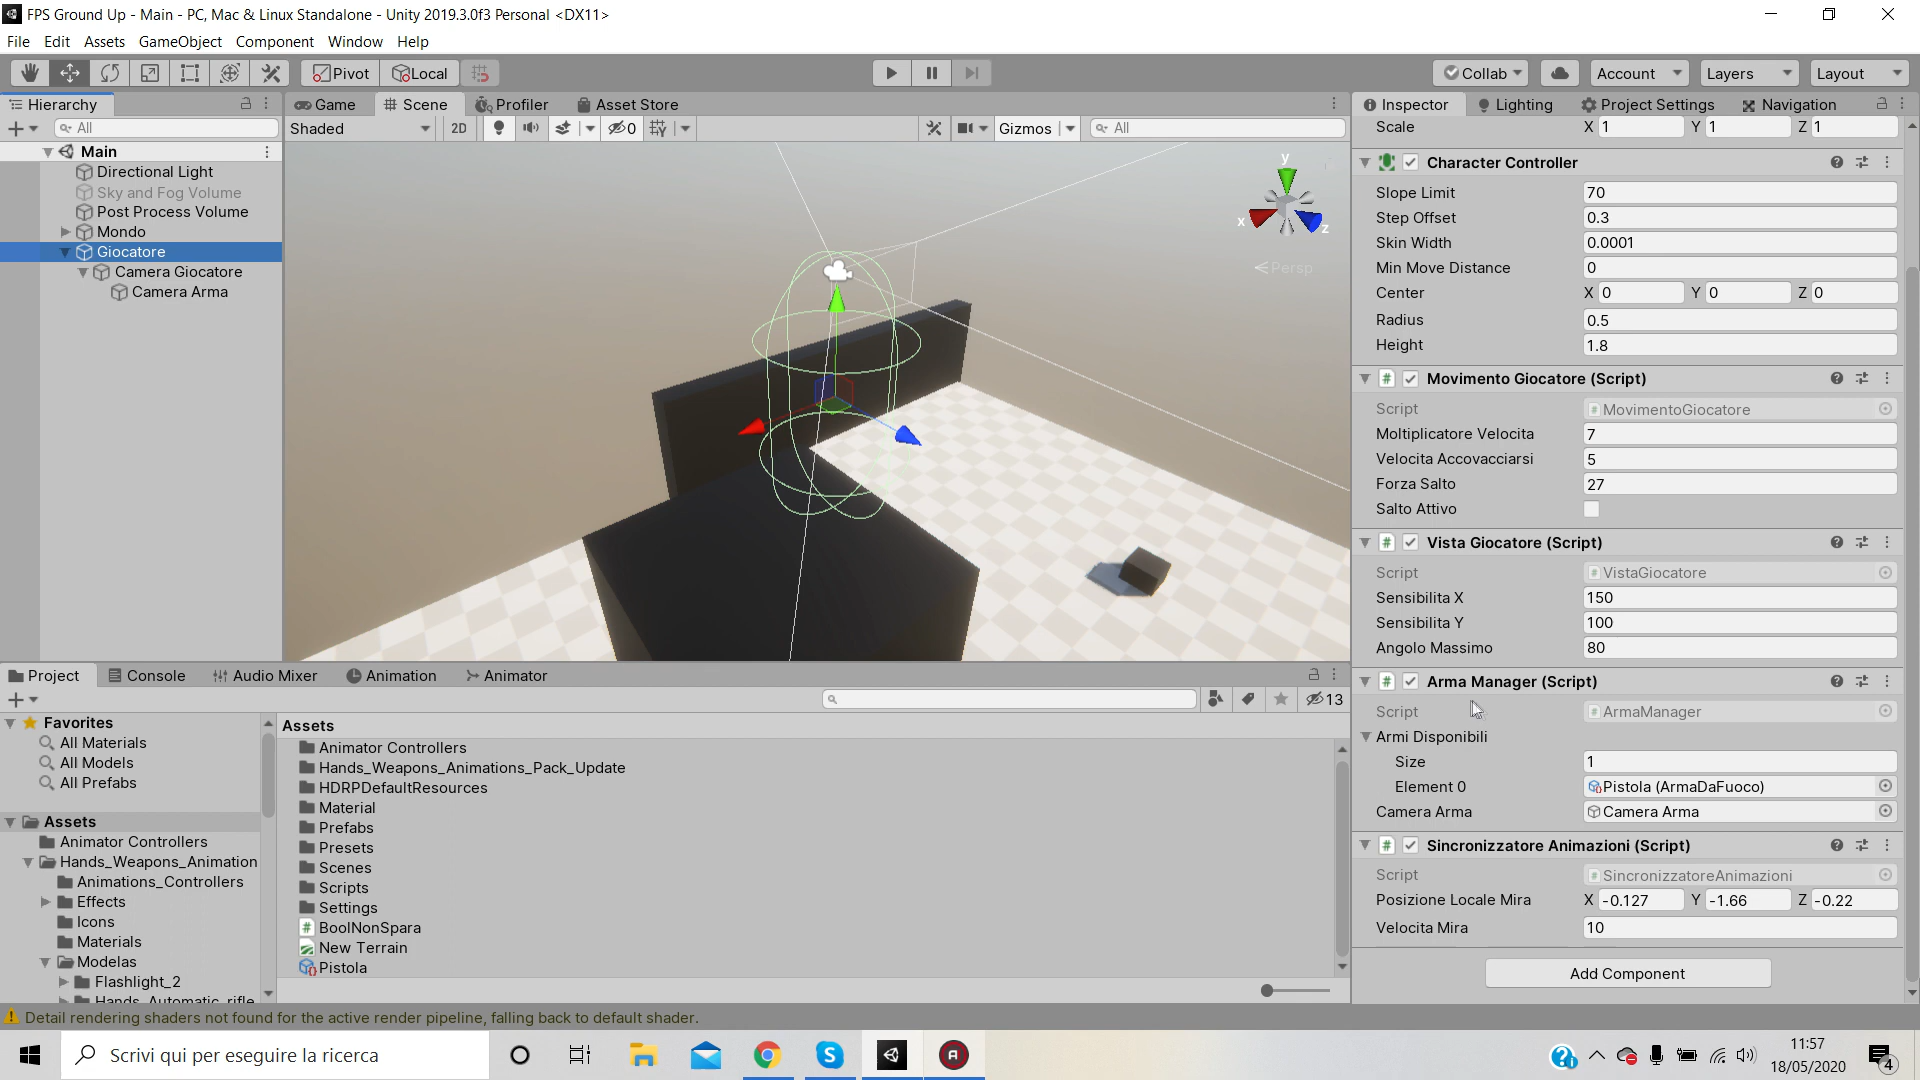 FPS Ground Up - Main - PC, Mac & Linux Standalone - Unity 2019.3.0f3 Personal <DX11>
File Edit Assets GameObject Component Window Help
Pivot Local Collab Account Layers Layout
Hierarchy
All
Main
Directional Light
Sky and Fog Volume
Post Process Volume
Mondo
Giocatore
Camera Giocatore
Camera Arma
Game Scene Profiler Asset Store
Shaded 2D 0 Gizmos All
y
x
z
Persp
Inspector Lighting Project Settings Navigation
Scale X 1 Y 1 Z 1
Character Controller
Slope Limit 70
Step Offset 0.3
Skin Width 0.0001
Min Move Distance 0
Center X 0 Y 0 Z 0
Radius 0.5
Height 1.8
Movimento Giocatore (Script)
Script MovimentoGiocatore
Moltiplicatore Velocita 7
Velocita Accovacciarsi 5
Forza Salto 27
Salto Attivo
Vista Giocatore (Script)
Script VistaGiocatore
Sensibilita X 150
Sensibilita Y 100
Angolo Massimo 80
Arma Manager (Script)
Script ArmaManager
Armi Disponibili
Size 1
Element 0 Pistola (ArmaDaFuoco)
Camera Arma Camera Arma
Sincronizzatore Animazioni (Script)
Script SincronizzatoreAnimazioni
Posizione Locale Mira X -0.127 Y -1.66 Z -0.22
Velocita Mira 10
Add Component
Project Console Audio Mixer Animation Animator
13
Favorites
All Materials
All Models
All Prefabs
Assets
Animator Controllers
Hands_Weapons_Animation
Animations_Controllers
Effects
Icons
Materials
Modelas
Flashlight_2
Hands_Automatic_rifle
Assets
Animator Controllers
Hands_Weapons_Animations_Pack_Update
HDRPDefaultResources
Material
Prefabs
Presets
Scenes
Scripts
Settings
BoolNonSpara
New Terrain
Pistola
Detail rendering shaders not found for the active render pipeline, falling back to default shader.
Scrivi qui per eseguire la ricerca
11:57
18/05/2020
4